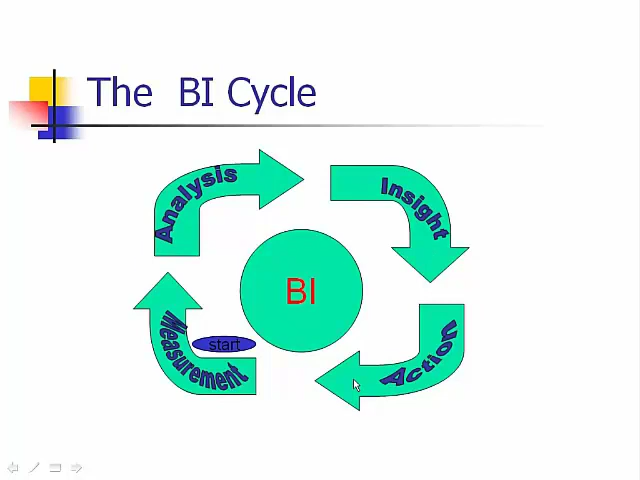 The BI Cycle
Analysis
Insight
BI
Measurement
start
Action